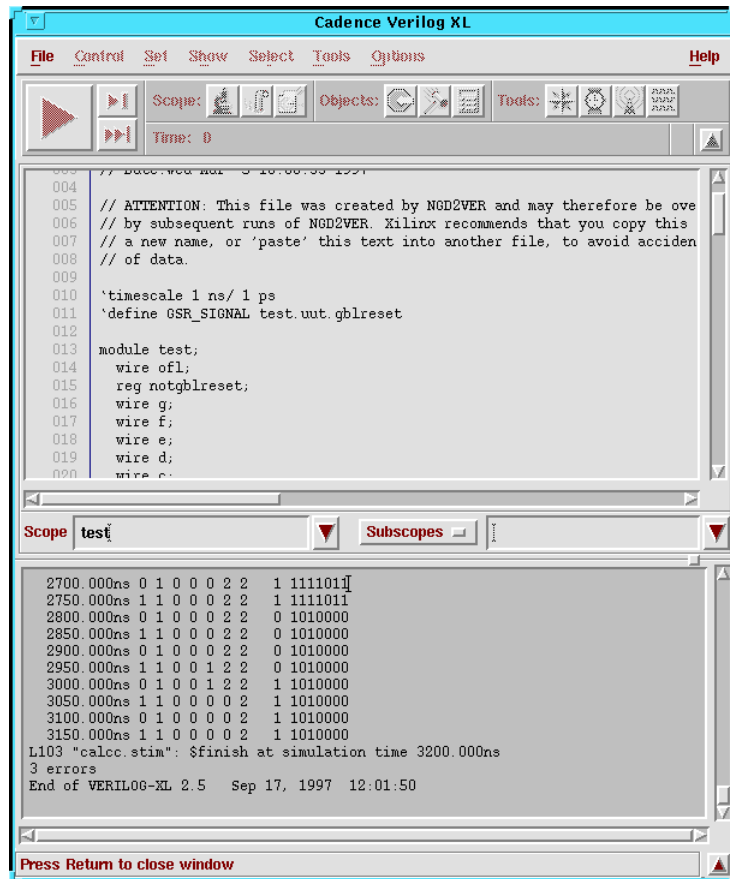 Cadence Verilog XL
File Control Set Show Select Tools Options Help
Scope: Objects: Tools:
Time: 0
004
005 // ATTENTION: This file was created by NGD2VER and may therefore be ove
006 // by subsequent runs of NGD2VER. Xilinx recommends that you copy this
007 // a new name, or 'paste' this text into another file, to avoid acciden
008 // of data.
009
010 `timescale 1 ns/ 1 ps
011 `define GSR_SIGNAL test.uut.gblreset
012
013 module test;
014 wire ofl;
015 reg notgblreset;
016 wire g;
017 wire f;
018 wire e;
019 wire d;
020 wire c;
Scope test Subscopes
2700.000ns 0 1 0 0 0 2 2 1 1111011
2750.000ns 1 1 0 0 0 2 2 1 1111011
2800.000ns 0 1 0 0 0 2 2 0 1010000
2850.000ns 1 1 0 0 0 2 2 0 1010000
2900.000ns 0 1 0 0 0 2 2 0 1010000
2950.000ns 1 1 0 0 1 2 2 0 1010000
3000.000ns 0 1 0 0 1 2 2 1 1010000
3050.000ns 1 1 0 0 0 0 2 1 1010000
3100.000ns 0 1 0 0 0 0 2 1 1010000
3150.000ns 1 1 0 0 0 0 2 1 1010000
L103 "calcc.stim": $finish at simulation time 3200.000ns
3 errors
End of VERILOG-XL 2.5 Sep 17, 1997 12:01:50
Press Return to close window